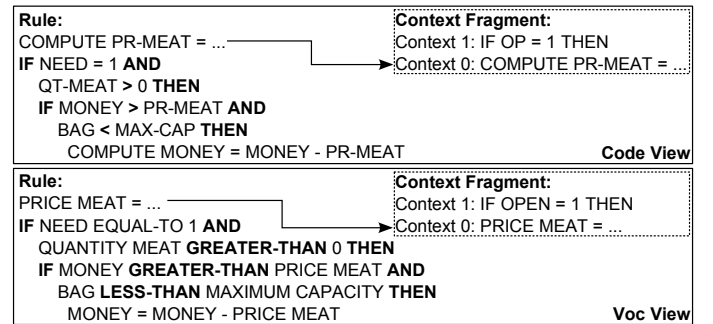 Rule:
COMPUTE PR-MEAT = ...
IF NEED = 1 AND
QT-MEAT > 0 THEN
IF MONEY > PR-MEAT AND
BAG < MAX-CAP THEN
COMPUTE MONEY = MONEY - PR-MEAT
Context Fragment:
Context 1: IF OP = 1 THEN
Context 0: COMPUTE PR-MEAT = ...
Code View
Rule:
PRICE MEAT = ...
IF NEED EQUAL-TO 1 AND
QUANTITY MEAT GREATER-THAN 0 THEN
IF MONEY GREATER-THAN PRICE MEAT AND
BAG LESS-THAN MAXIMUM CAPACITY THEN
MONEY = MONEY - PRICE MEAT
Context Fragment:
Context 1: IF OPEN = 1 THEN
Context 0: PRICE MEAT = ...
Voc View